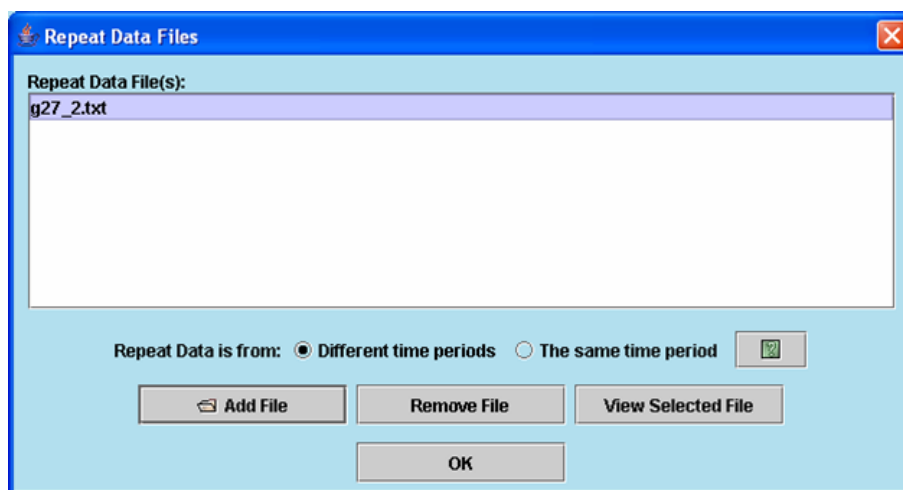 Repeat Data Files
Repeat Data File(s):
g27_2.txt
Repeat Data is from: Different time periods The same time period
Add File Remove File View Selected File
OK